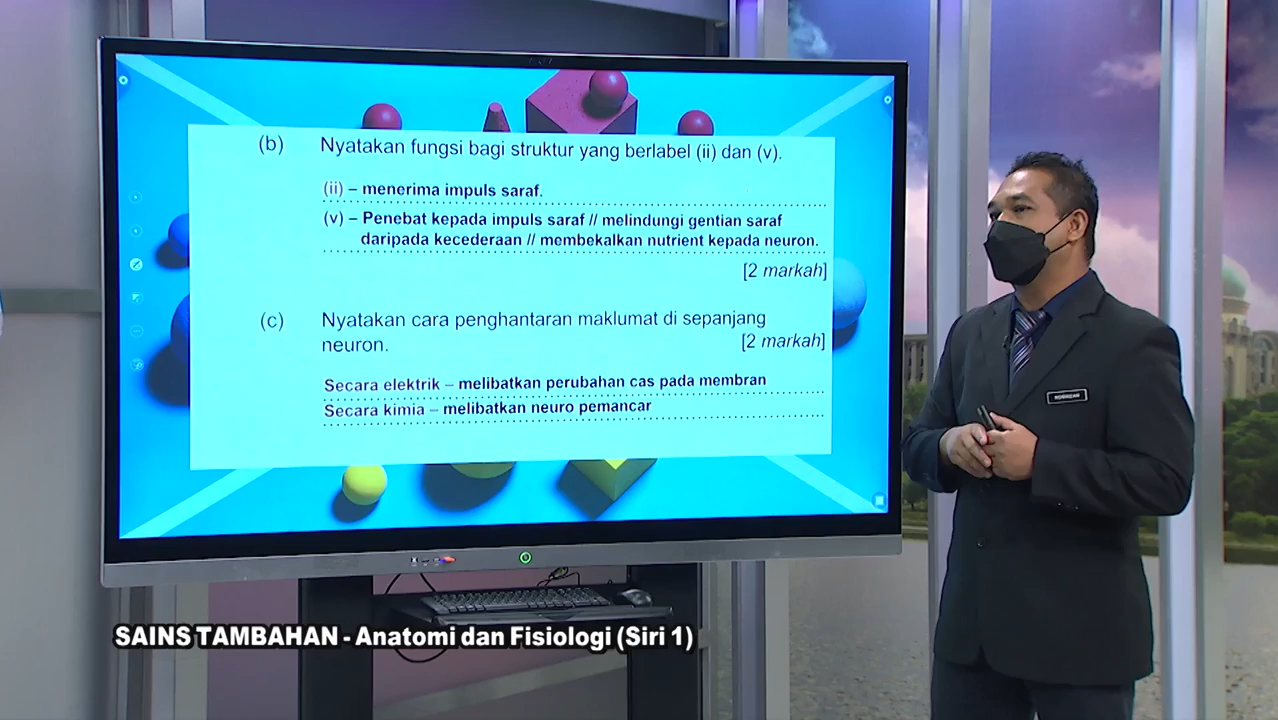 (b) Nyatakan fungsi bagi struktur yang berlabel (ii) dan (v).
(ii) – menerima impuls saraf.
(v) – Penebat kepada impuls saraf // melindungi gentian saraf
daripada kecederaan // membekalkan nutrient kepada neuron.
[2 markah]
(c) Nyatakan cara penghantaran maklumat di sepanjang
neuron. [2 markah]
Secara elektrik – melibatkan perubahan cas pada membran
Secara kimia – melibatkan neuro pemancar
SAINS TAMBAHAN - Anatomi dan Fisiologi (Siri 1)